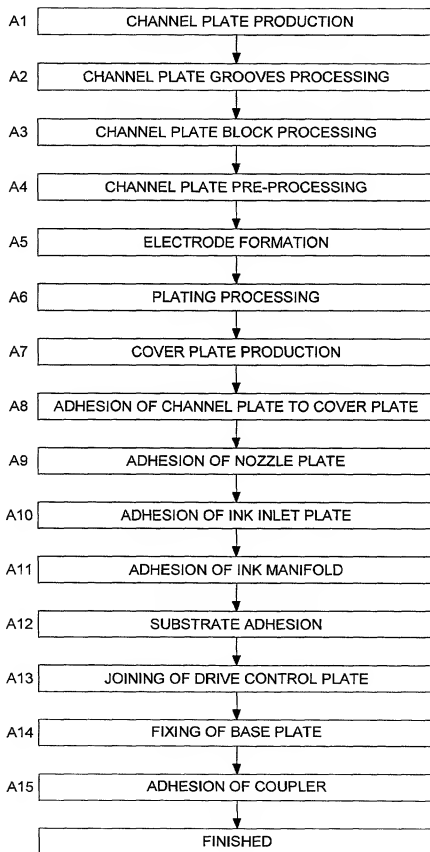 A1 CHANNEL PLATE PRODUCTION
A2 CHANNEL PLATE GROOVES PROCESSING
A3 CHANNEL PLATE BLOCK PROCESSING
A4 CHANNEL PLATE PRE-PROCESSING
A5 ELECTRODE FORMATION
A6 PLATING PROCESSING
A7 COVER PLATE PRODUCTION
A8 ADHESION OF CHANNEL PLATE TO COVER PLATE
A9 ADHESION OF NOZZLE PLATE
A10 ADHESION OF INK INLET PLATE
A11 ADHESION OF INK MANIFOLD
A12 SUBSTRATE ADHESION
A13 JOINING OF DRIVE CONTROL PLATE
A14 FIXING OF BASE PLATE
A15 ADHESION OF COUPLER
FINISHED